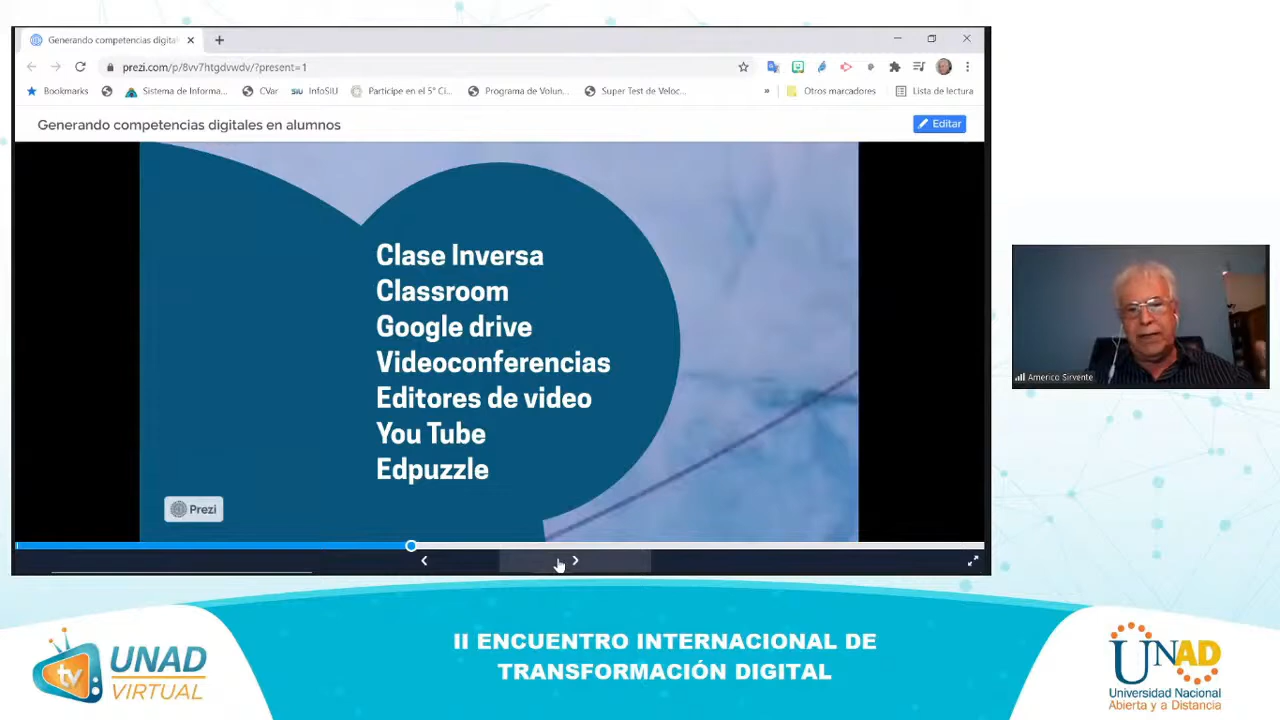 Generando competencias digita
prezi.com/p/8vv7htgdvwdv/?present=1
Bookmarks
Sistema de Informa...
CVar
SIU InfoSIU
Participe en el 5° Ci...
Programa de Volun...
Super Test de Veloc...
»
Otros marcadores
Lista de lectura
Generando competencias digitales en alumnos
Editar
Clase Inversa
Classroom
Google drive
Videoconferencias
Editores de video
You Tube
Edpuzzle
Prezi
Americo Sirvente
tv
UNAD
VIRTUAL
II ENCUENTRO INTERNACIONAL DE
TRANSFORMACIÓN DIGITAL
UNAD
Universidad Nacional
Abierta y a Distancia